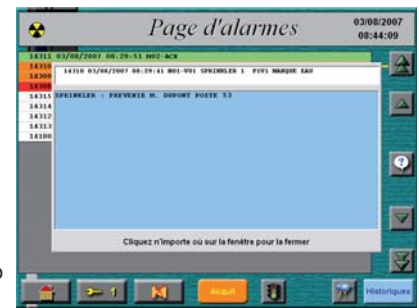 Page d'alarmes
03/08/2007
08:44:09
14311 03/08/2007 08:29:51 M02-ACK
14310
14310 03/08/2007 08:29:41 M01-V01 SPRINKLER 1 P1V1 MANQUE EAU
14309
14308
14315
SPRINKLER : PREVENIR M. DUPONT POSTE 53
14314
14312
14313
14100
Cliquez n'importe où sur la fenêtre pour la fermer
1
Acquit
Historiques